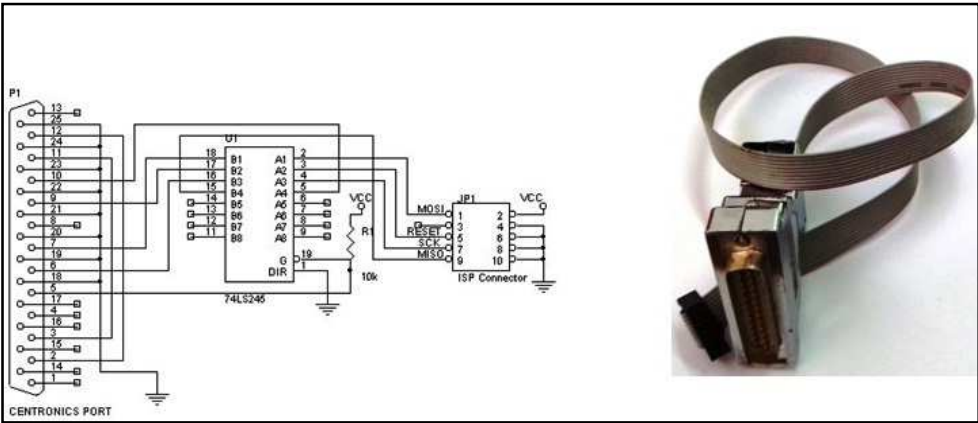 P1
13
25
12
24
11
23
10
22
9
21
8
20
7
19
6
18
5
17
4
16
3
15
2
14
1
CENTRONICS PORT
U1
18 B1 A1 2
17 B2 A2 3
16 B3 A3 4
15 B4 A4 5
14 B5 A5 6
13 B6 A6 7
12 B7 A7 8
11 B8 A8 9
G 19
DIR 1
74LS245
VCC
R1
10k
JP1
VCC
MOSI 1 2
3 4
RESET 5 6
SCK 7 8
MISO 9 10
ISP Connector